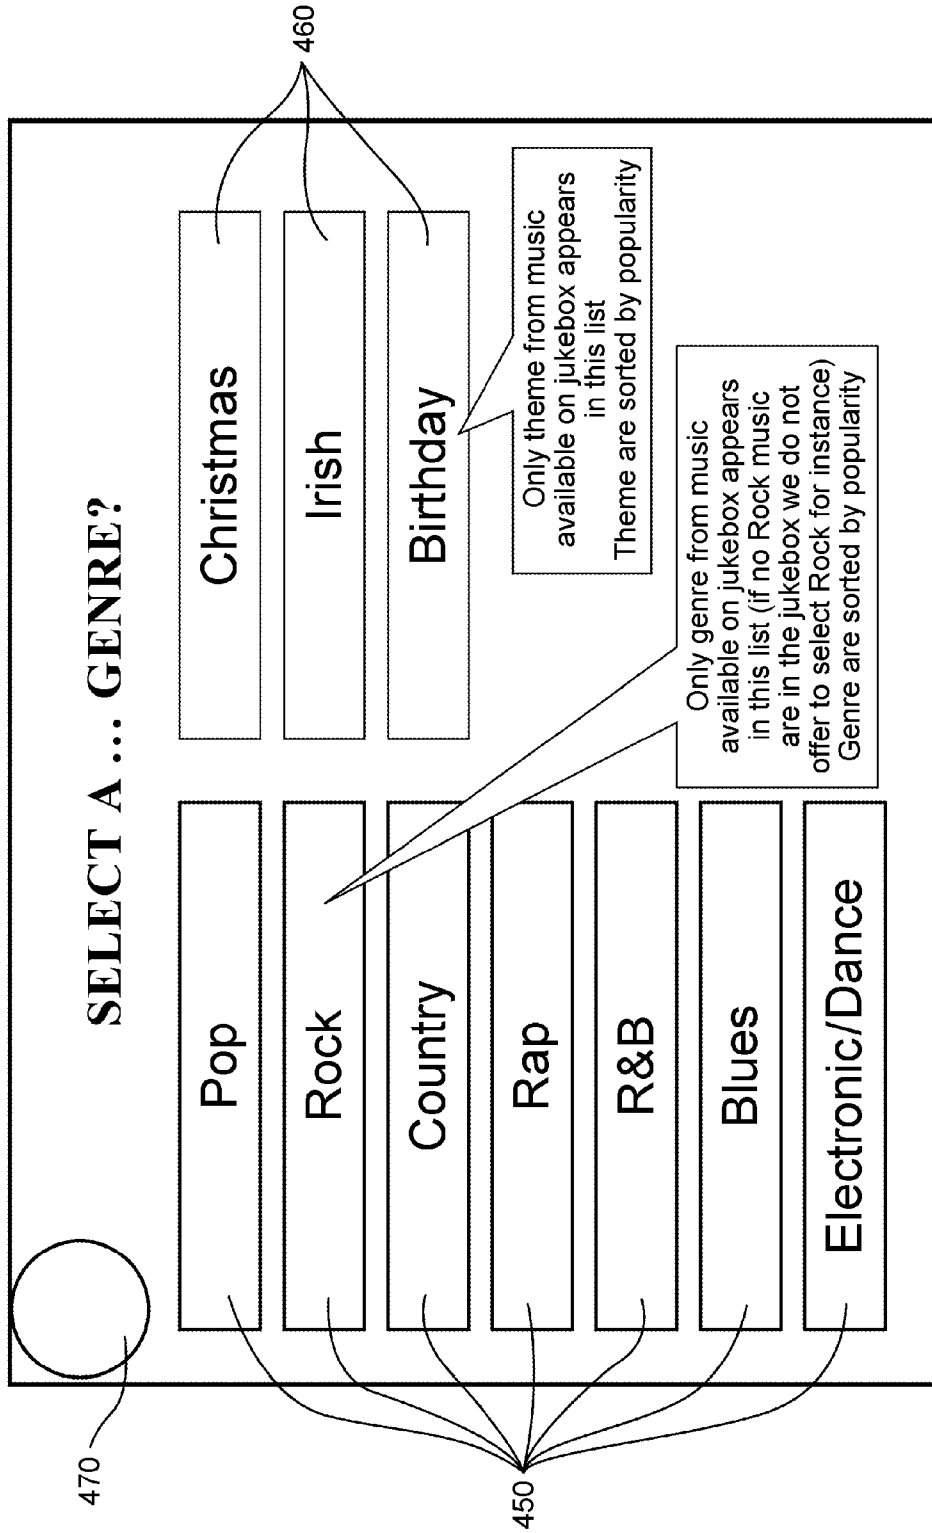 SELECT A ... GENRE?
470
Pop
Rock
Country
Rap
R&B
Blues
Electronic/Dance
450
Christmas
Irish
Birthday
460
Only theme from music
available on jukebox appears
in this list
Theme are sorted by popularity
Only genre from music
available on jukebox appears
in this list (if no Rock music
are in the jukebox we do not
offer to select Rock for instance)
Genre are sorted by popularity